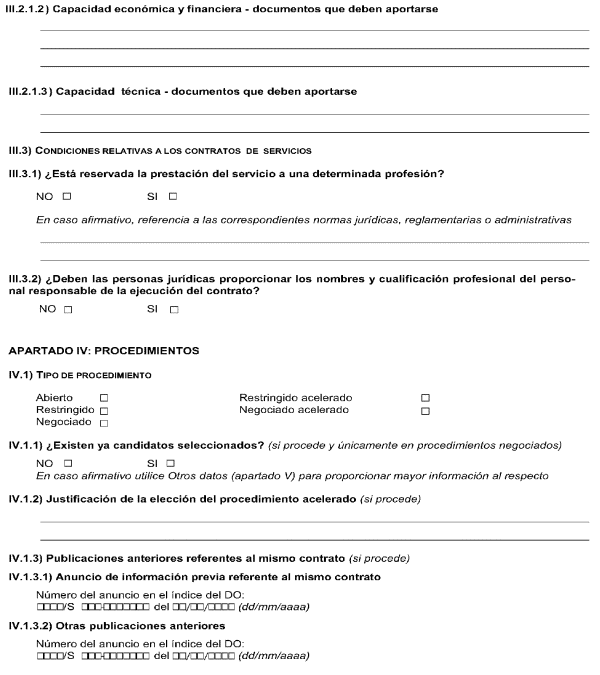 III.2.1.2) Capacidad económica y financiera - documentos que deben aportarse
III.2.1.3) Capacidad técnica - documentos que deben aportarse
III.3) CONDICIONES RELATIVAS A LOS CONTRATOS DE SERVICIOS
III.3.1) ¿Está reservada la prestación del servicio a una determinada profesión?
NO □ SI □
En caso afirmativo, referencia a las correspondientes normas jurídicas, reglamentarias o administrativas
III.3.2) ¿Deben las personas jurídicas proporcionar los nombres y cualificación profesional del perso-
nal responsable de la ejecución del contrato?
NO □ SI □
APARTADO IV: PROCEDIMIENTOS
IV.1) TIPO DE PROCEDIMIENTO
Abierto □ Restringido acelerado □
Restringido □ Negociado acelerado □
Negociado □
IV.1.1) ¿Existen ya candidatos seleccionados? (si procede y únicamente en procedimientos negociados)
NO □ SI □
En caso afirmativo utilice Otros datos (apartado V) para proporcionar mayor información al respecto
IV.1.2) Justificación de la elección del procedimiento acelerado (si procede)
IV.1.3) Publicaciones anteriores referentes al mismo contrato (si procede)
IV.1.3.1) Anuncio de información previa referente al mismo contrato
Número del anuncio en el índice del DO:
□□□□/S □□□-□□□□□□□ del □□/□□/□□□□ (dd/mm/aaaa)
IV.1.3.2) Otras publicaciones anteriores
Número del anuncio en el índice del DO:
□□□□/S □□□-□□□□□□□ del □□/□□/□□□□ (dd/mm/aaaa)